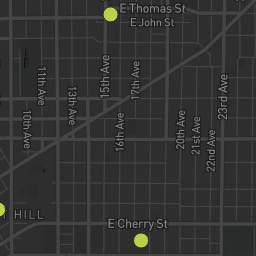 E Thomas St
E John St
11th Ave
15th Ave
17th Ave
10th Ave
13th Ave
16th Ave
20th Ave
21st Ave
22nd Ave
23rd Ave
HILL
E Cherry St